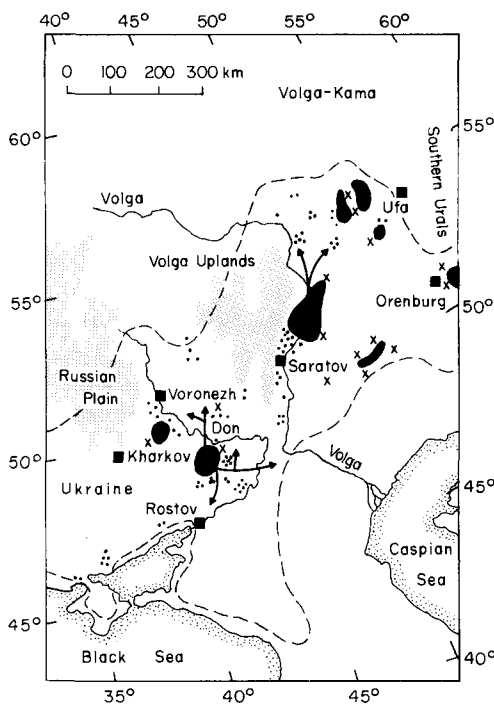 40° 45° 50° 55° 60°
0 100 200 300 km
Volga-Kama
60°
55°
Southern Urals
Volga
Ufa
Volga Uplands
55°
50°
Orenburg
Saratov
Russian
Plain
Voronezh
Don
50°
Kharkov
Volga
45°
Ukraine
Rostov
Caspian
Sea
45°
Black Sea
40°
35° 40° 45°